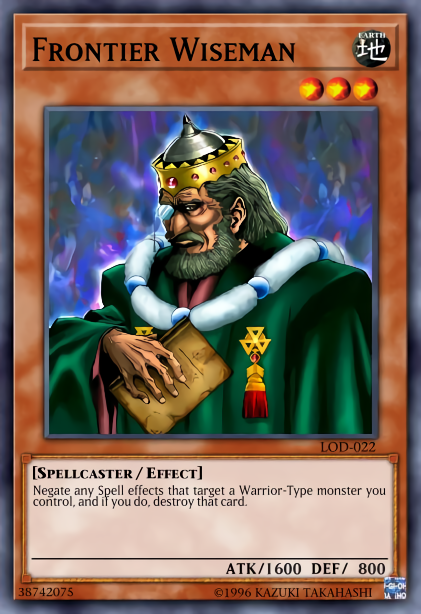 FRONTIER WISEMAN
EARTH
地
LOD-022
[SPELLCASTER / EFFECT]
Negate any Spell effects that target a Warrior-Type monster you
control, and if you do, destroy that card.
ATK/1600 DEF/ 800
38742075
©1996 KAZUKI TAKAHASHI